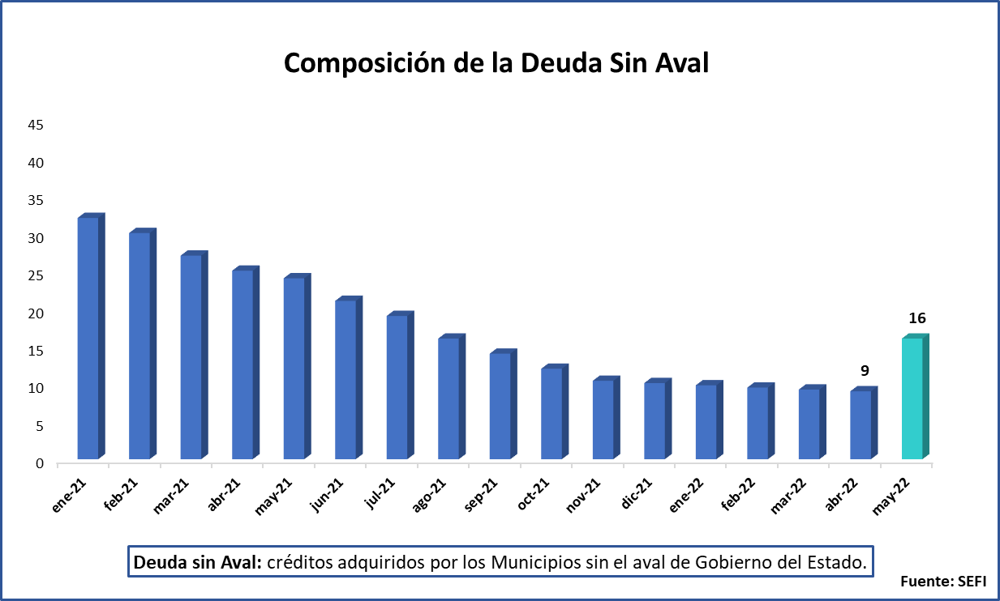 Composición de la Deuda Sin Aval
45
40
35
30
25
20
15
10
5
0
9
16
ene-21
feb-21
mar-21
abr-21
may-21
jun-21
jul-21
ago-21
sep-21
oct-21
nov-21
dic-21
ene-22
feb-22
mar-22
abr-22
may-22
Deuda sin Aval: créditos adquiridos por los Municipios sin el aval de Gobierno del Estado.
Fuente: SEFI